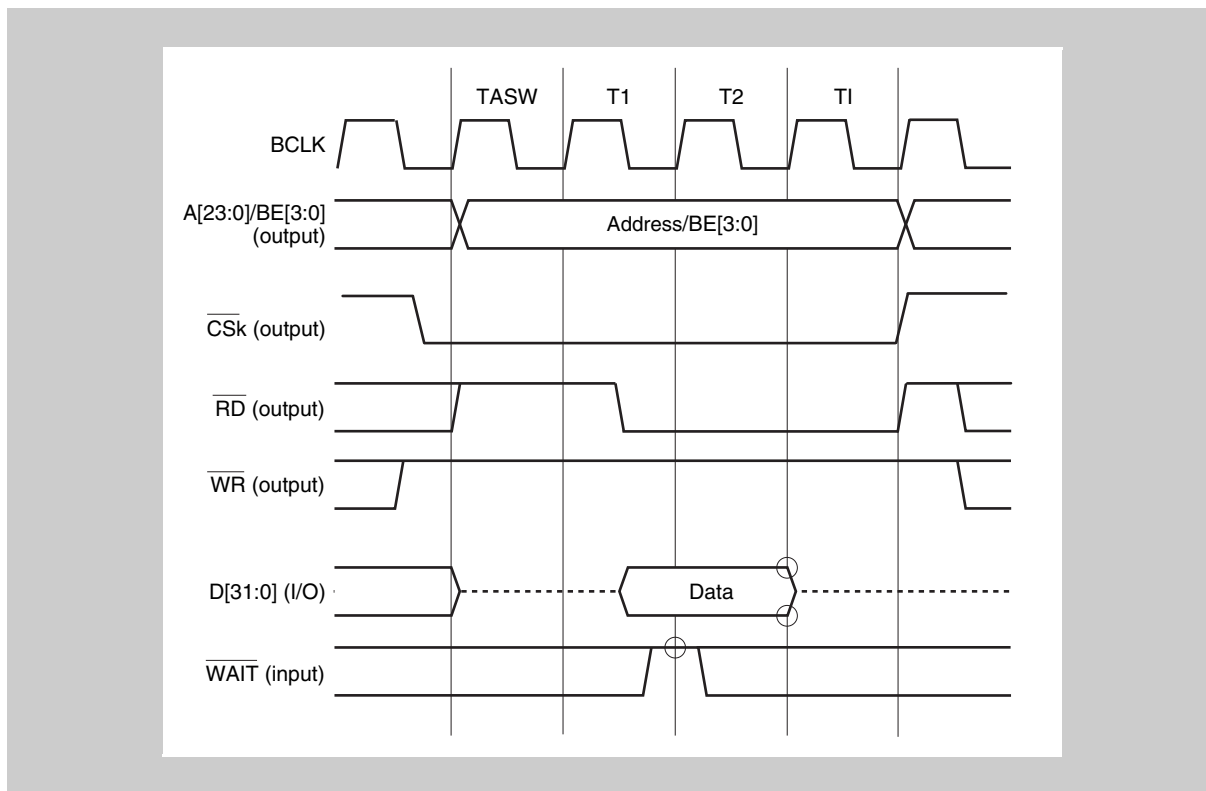 TASW T1 T2 TI
BCLK
A[23:0]/BE[3:0]
(output)
Address/BE[3:0]
CSk (output)
RD (output)
WR (output)
D[31:0] (I/O)
Data
WAIT (input)